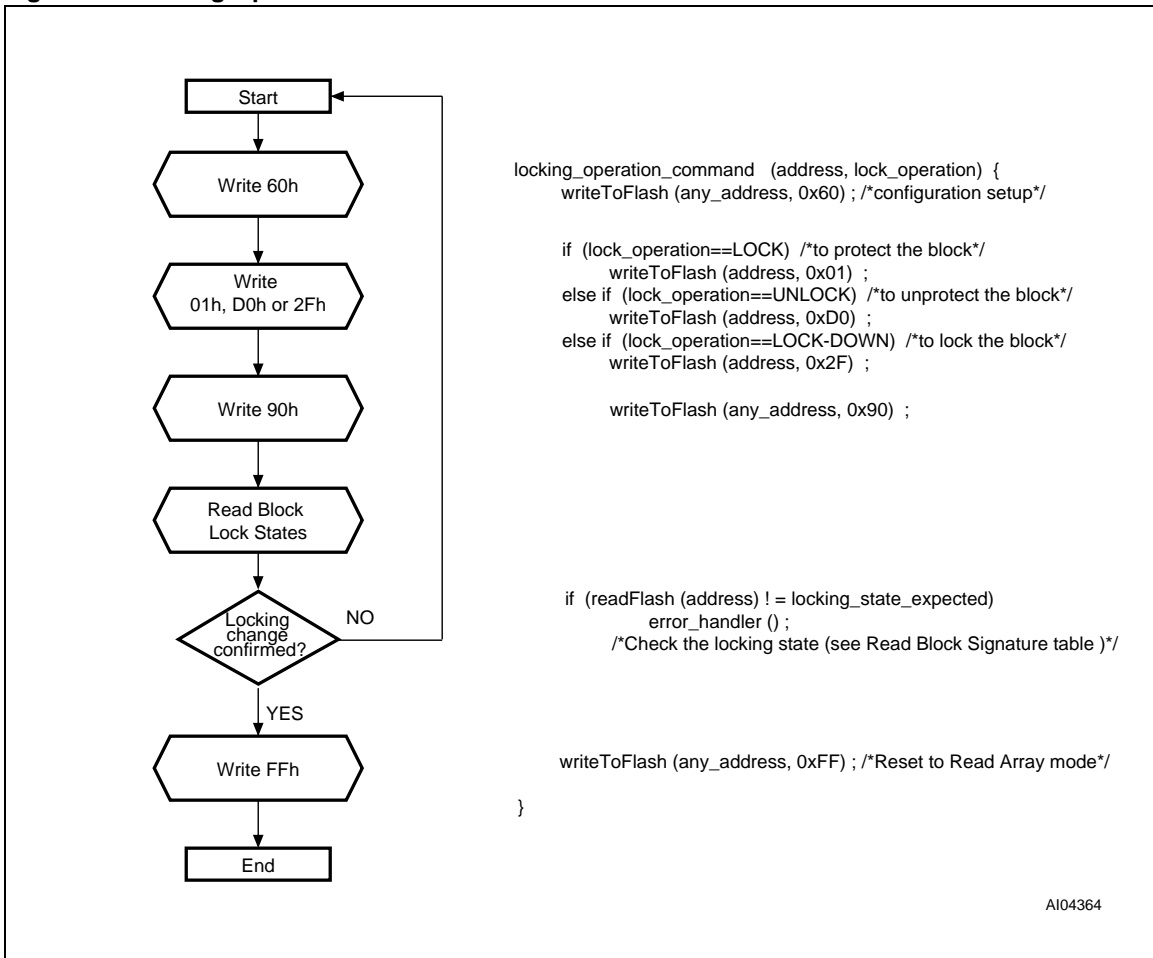 Start
Write 60h
Write
01h, D0h or 2Fh
Write 90h
Read Block
Lock States
Locking
change
confirmed?
NO
YES
Write FFh
End
locking_operation_command (address, lock_operation) {
writeToFlash (any_address, 0x60) ; /*configuration setup*/
if (lock_operation==LOCK) /*to protect the block*/
writeToFlash (address, 0x01) ;
else if (lock_operation==UNLOCK) /*to unprotect the block*/
writeToFlash (address, 0xD0) ;
else if (lock_operation==LOCK-DOWN) /*to lock the block*/
writeToFlash (address, 0x2F) ;
writeToFlash (any_address, 0x90) ;
if (readFlash (address) ! = locking_state_expected)
error_handler () ;
/*Check the locking state (see Read Block Signature table )*/
writeToFlash (any_address, 0xFF) ; /*Reset to Read Array mode*/
}
AI04364